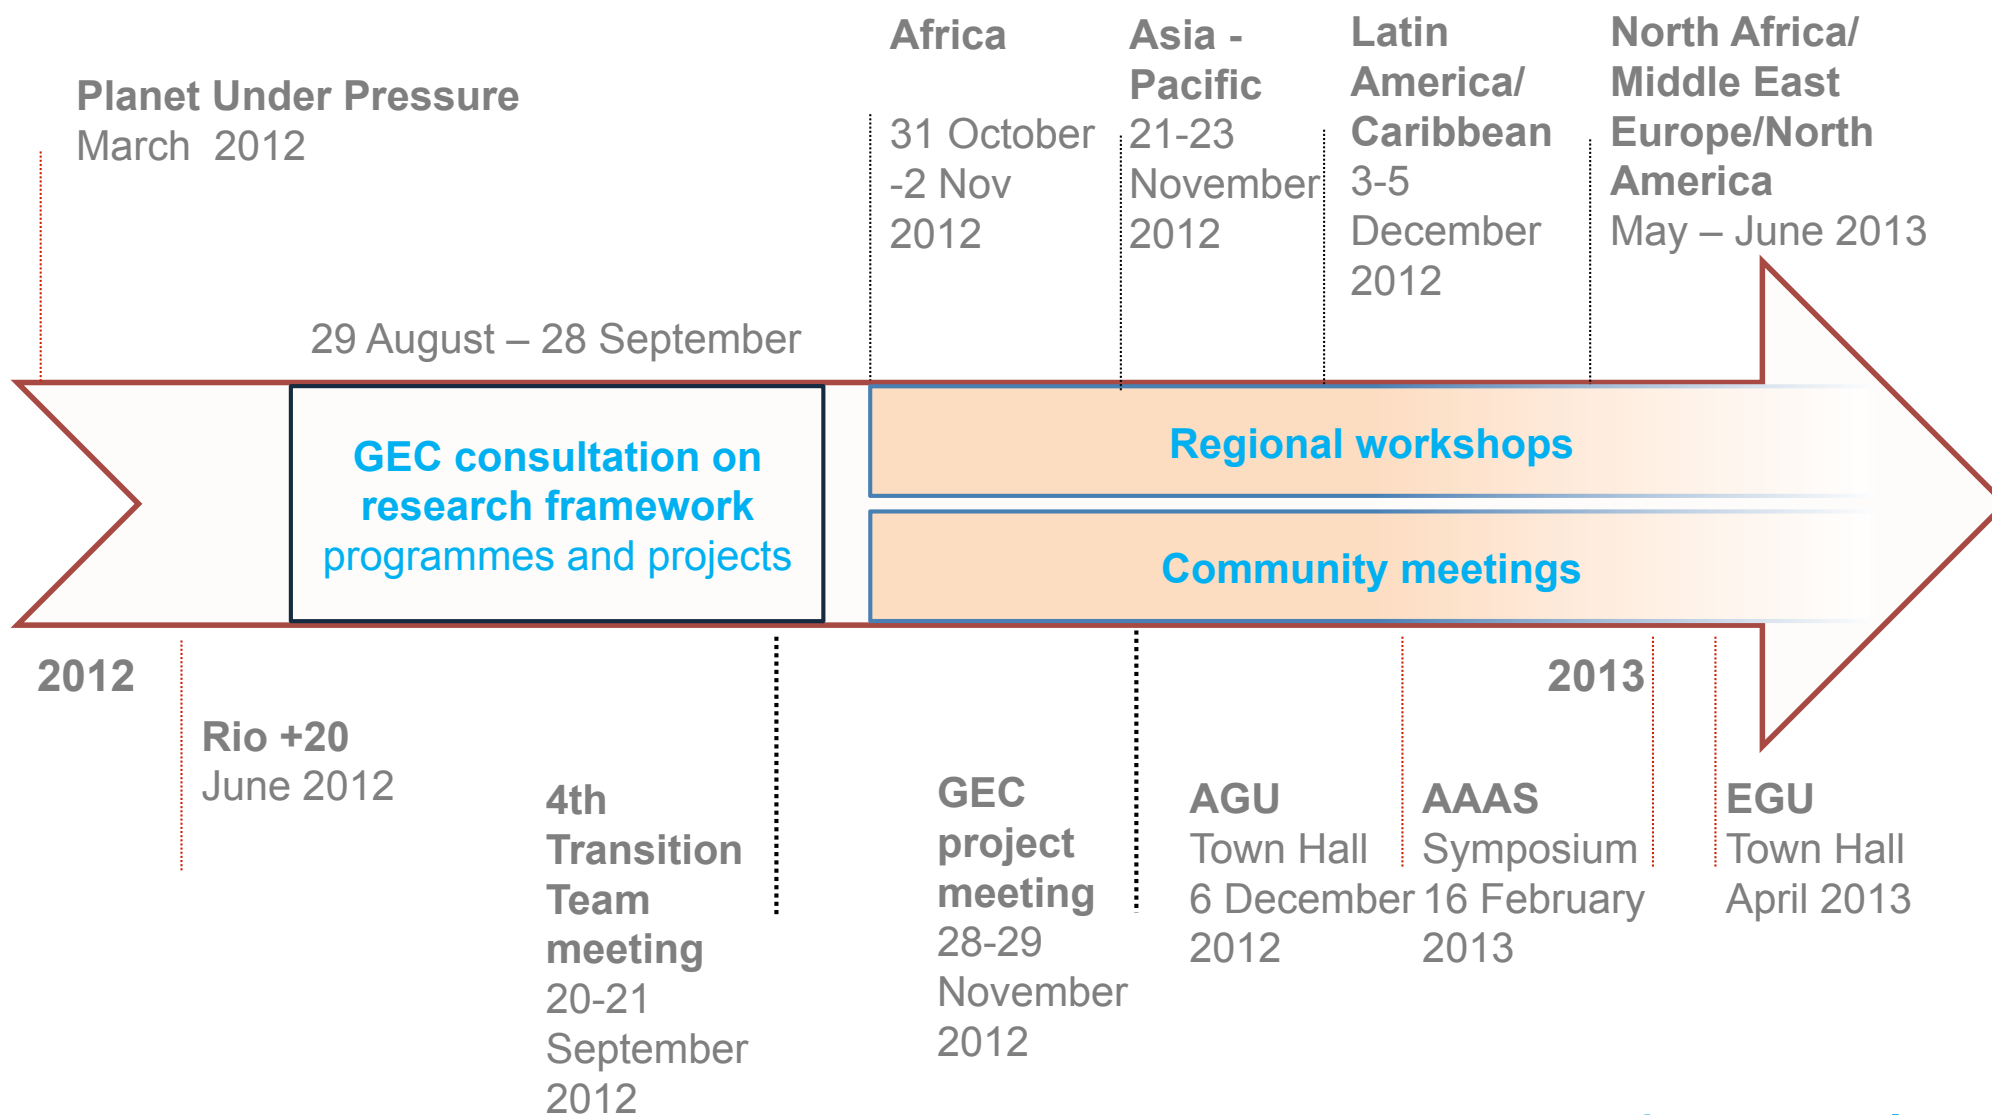 Planet Under Pressure
March 2012
Africa
31 October
-2 Nov
2012
Asia -
Pacific
21-23
November
2012
Latin
America/
Caribbean
3-5
December
2012
North Africa/
Middle East
Europe/North
America
May – June 2013
29 August – 28 September
GEC consultation on
research framework
programmes and projects
Regional workshops
Community meetings
2012
2013
Rio +20
June 2012
4th
Transition
Team
meeting
20-21
September
2012
GEC
project
meeting
28-29
November
2012
AGU
Town Hall
6 December
2012
AAAS
Symposium
16 February
2013
EGU
Town Hall
April 2013